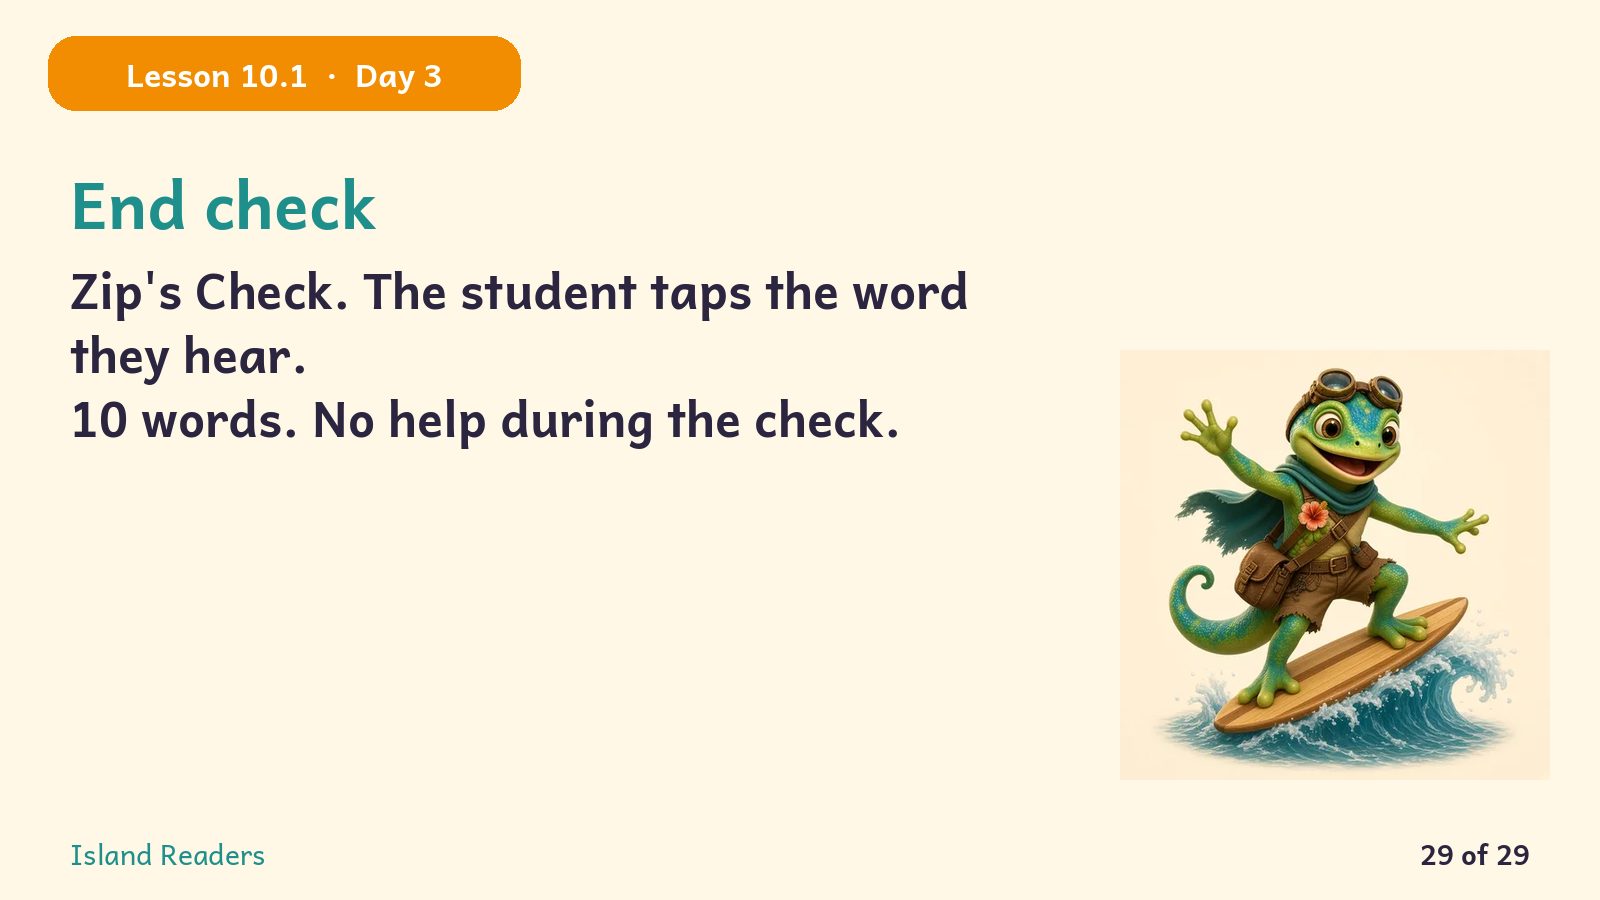 Lesson 10.1 · Day 3
End check
Zip's Check. The student taps the word
they hear.
10 words. No help during the check.
Island Readers
29 of 29